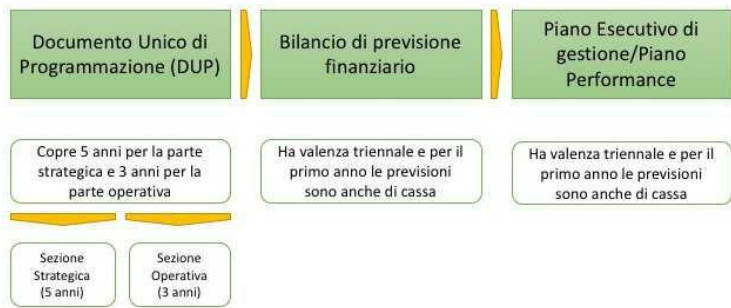 Documento Unico di
Programmazione (DUP)
Bilancio di previsione
finanziario
Piano Esecutivo di
gestione/Piano
Performance
Copre 5 anni per la parte
strategica e 3 anni per la
parte operativa
Ha valenza triennale e per il
primo anno le previsioni
sono anche di cassa
Ha valenza triennale e per il
primo anno le previsioni
sono anche di cassa
Sezione
Strategica
(5 anni)
Sezione
Operativa
(3 anni)